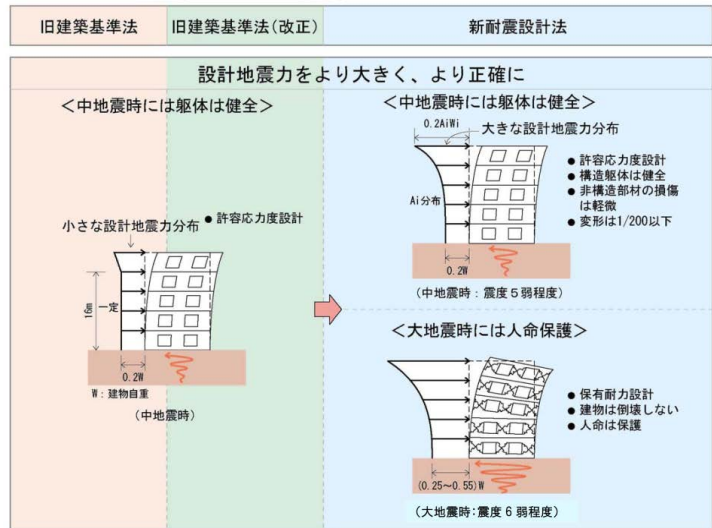 旧建築基準法
旧建築基準法(改正)
新耐震設計法
設計地震力をより大きく、より正確に
＜中地震時には躯体は健全＞
小さな設計地震力分布
● 許容応力度設計
16m
一定
0.2W
W：建物自重
(中地震時)
＜中地震時には躯体は健全＞
0.2AiWi
大きな設計地震力分布
Ai分布
● 許容応力度設計
● 構造躯体は健全
● 非構造部材の損傷
は軽微
● 変形は1/200以下
0.2W
(中地震時：震度５弱程度)
＜大地震時には人命保護＞
● 保有耐力設計
● 建物は倒壊しない
● 人命は保護
(0.25～0.55)W
(大地震時：震度６弱程度)